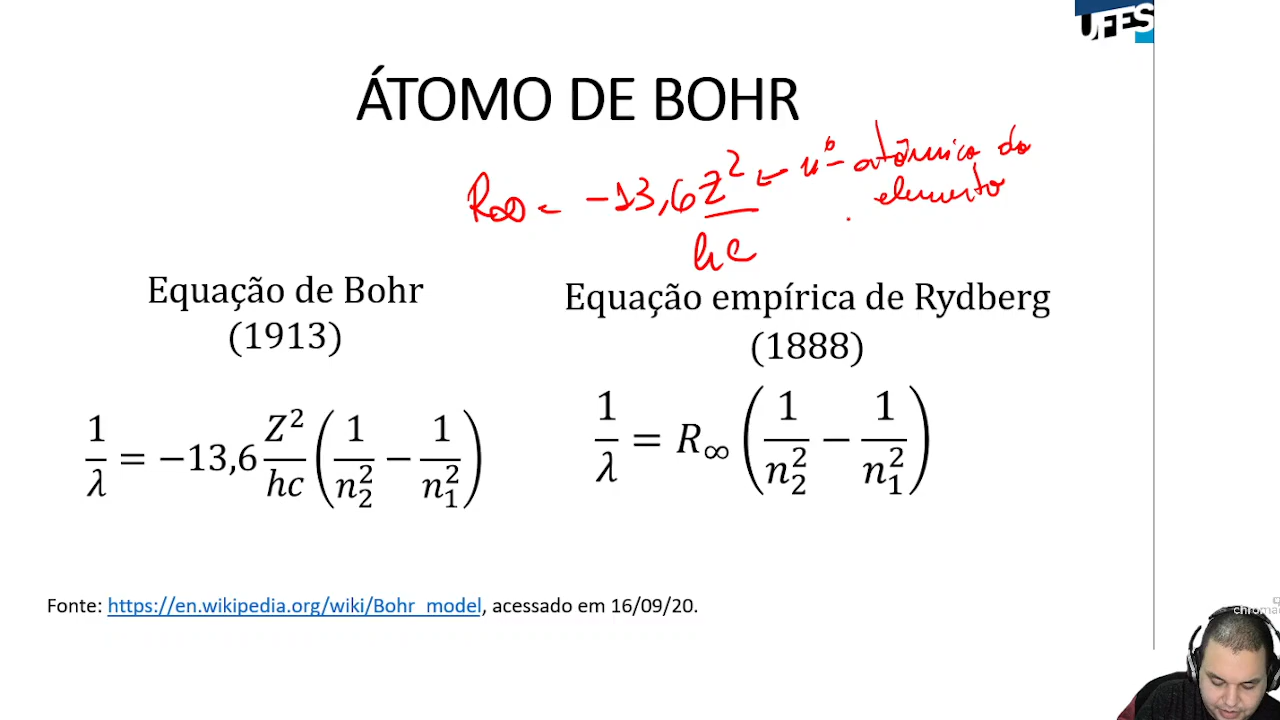 UFES
ÁTOMO DE BOHR
R∞ = -13,6 Z² ← nº atômico do
elemento
hc
Equação de Bohr
(1913)
Equação empírica de Rydberg
(1888)
1/λ = −13,6 Z²/hc (1/n₂² − 1/n₁²)
1/λ = R∞ (1/n₂² − 1/n₁²)
Fonte: https://en.wikipedia.org/wiki/Bohr_model, acessado em 16/09/20.